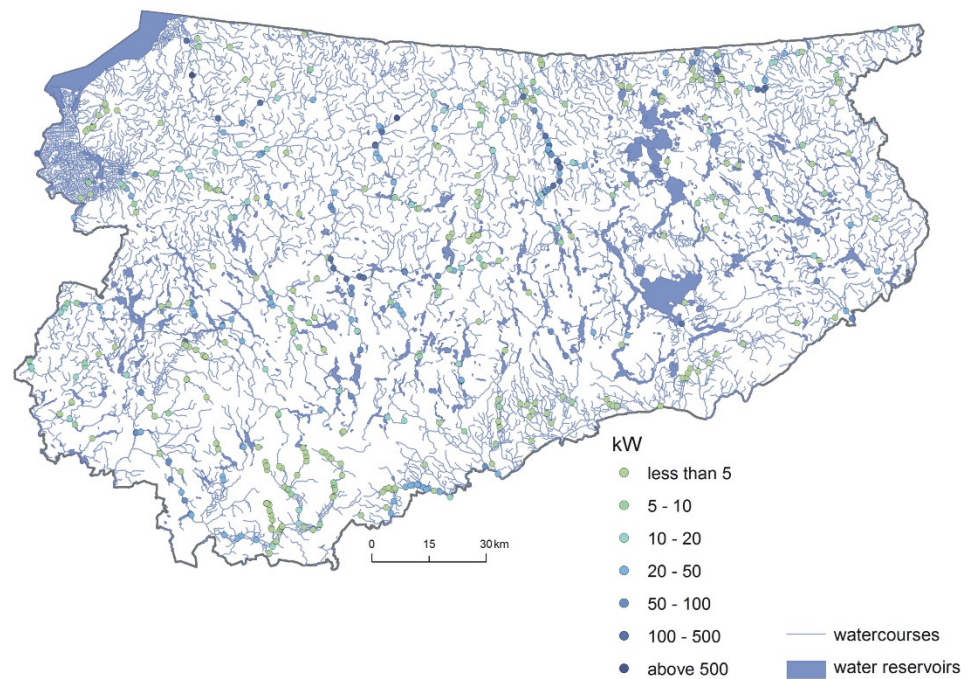 0 15 30 km
kW
less than 5
5 - 10
10 - 20
20 - 50
50 - 100
100 - 500
above 500
watercourses
water reservoirs